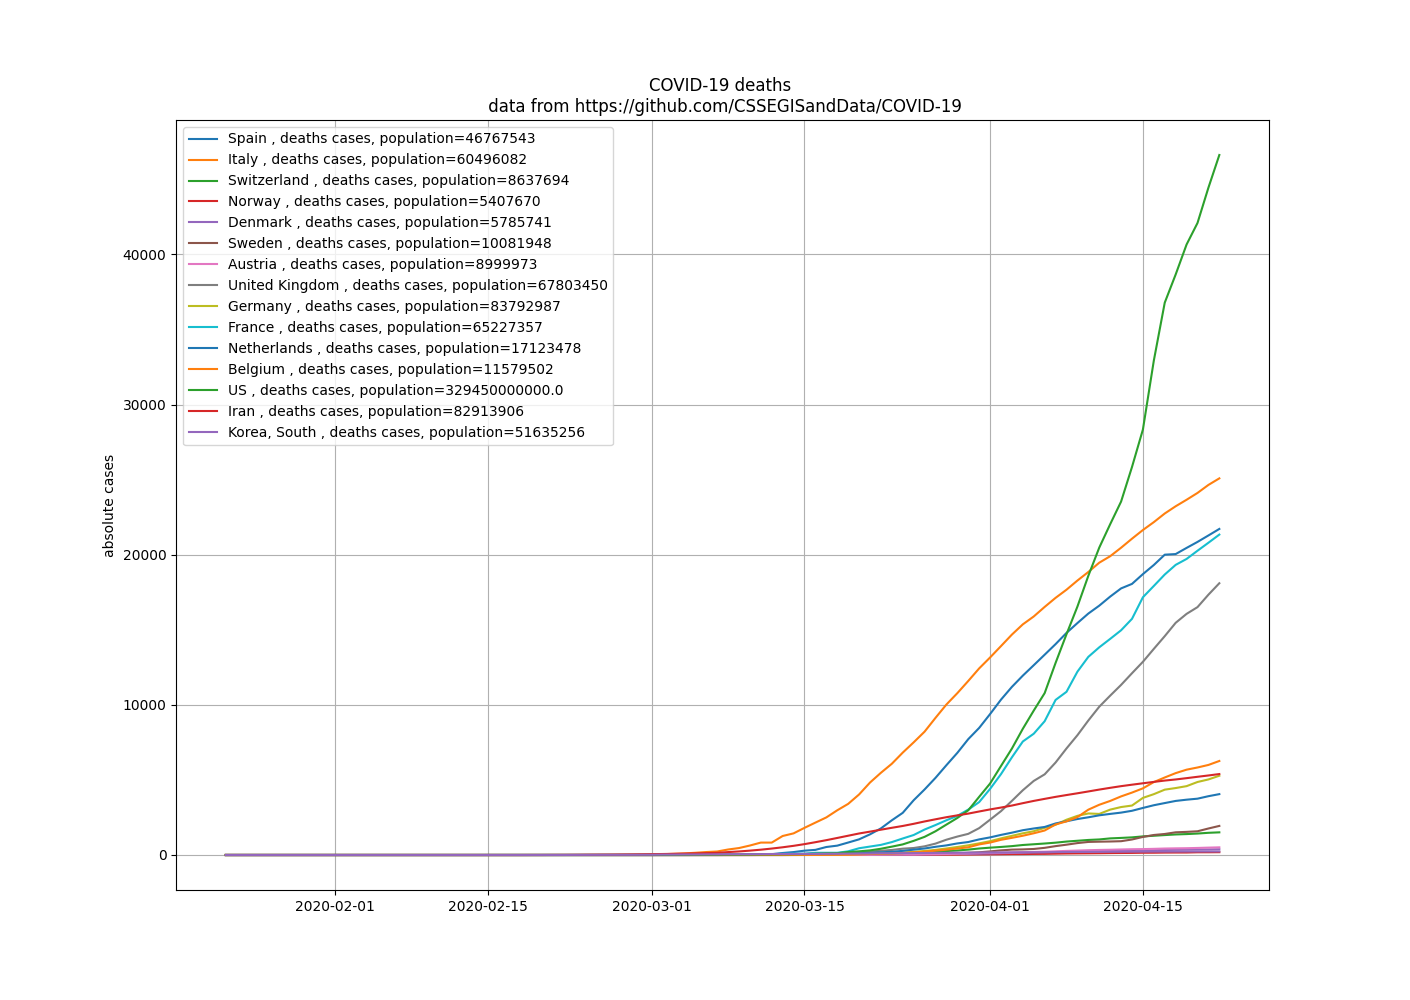 COVID-19 deaths
data from https://github.com/CSSEGISandData/COVID-19
Spain , deaths cases, population=46767543
Italy , deaths cases, population=60496082
Switzerland , deaths cases, population=8637694
Norway , deaths cases, population=5407670
Denmark , deaths cases, population=5785741
Sweden , deaths cases, population=10081948
Austria , deaths cases, population=8999973
United Kingdom , deaths cases, population=67803450
Germany , deaths cases, population=83792987
France , deaths cases, population=65227357
Netherlands , deaths cases, population=17123478
Belgium , deaths cases, population=11579502
US , deaths cases, population=329450000000.0
Iran , deaths cases, population=82913906
Korea, South , deaths cases, population=51635256
absolute cases
40000
30000
20000
10000
0
2020-02-01
2020-02-15
2020-03-01
2020-03-15
2020-04-01
2020-04-15